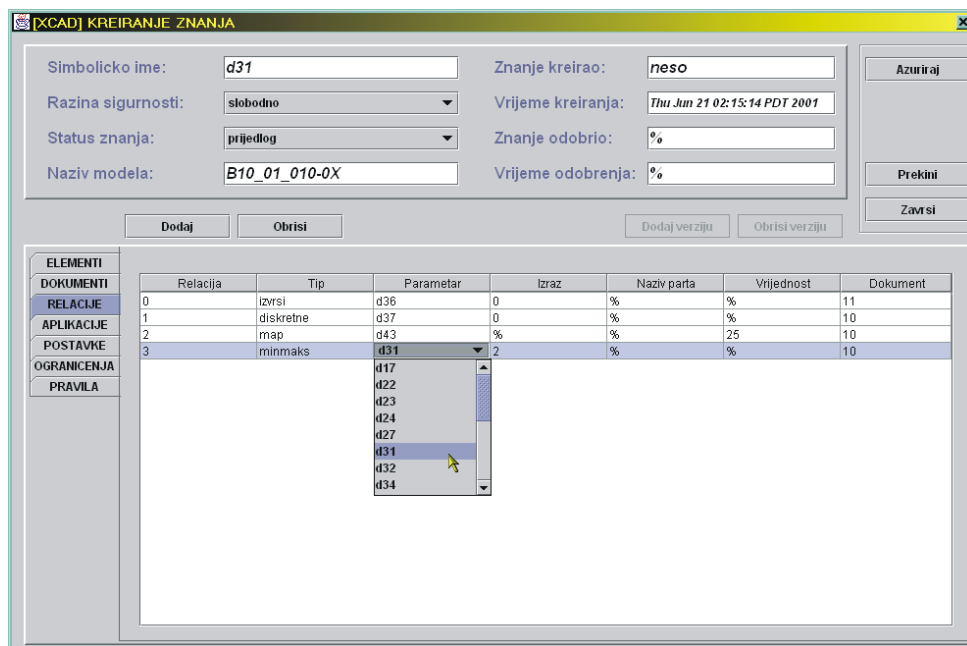 [XCAD] KREIRANJE ZNANJA
Simbolicko ime: d31 Znanje kreirao: neso
Azuriraj
Razina sigurnosti: slobodno Vrijeme kreiranja: Thu Jun 21 02:15:14 PDT 2001
Status znanja: prijedlog Znanje odobrio: %
Naziv modela: B10_01_010-0X Vrijeme odobrenja: %
Prekini
Zavrsi
Dodaj Obrisi Dodaj verziju Obrisi verziju
ELEMENTI
DOKUMENTI
RELACIJE
APLIKACIJE
POSTAVKE
OGRANICENJA
PRAVILA
Relacija Tip Parametar Izraz Naziv parta Vrijednost Dokument
0 izvrsi d36 0 % % 11
1 diskretne d37 0 % % 10
2 map d43 % % 25 10
3 minmaks d31 2 % % 10
d17
d22
d23
d24
d27
d31
d32
d34